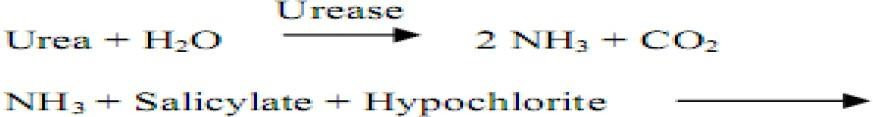 Urease
Urea + H₂O ⟶ 2 NH₃ + CO₂
NH₃ + Salicylate + Hypochlorite ⟶